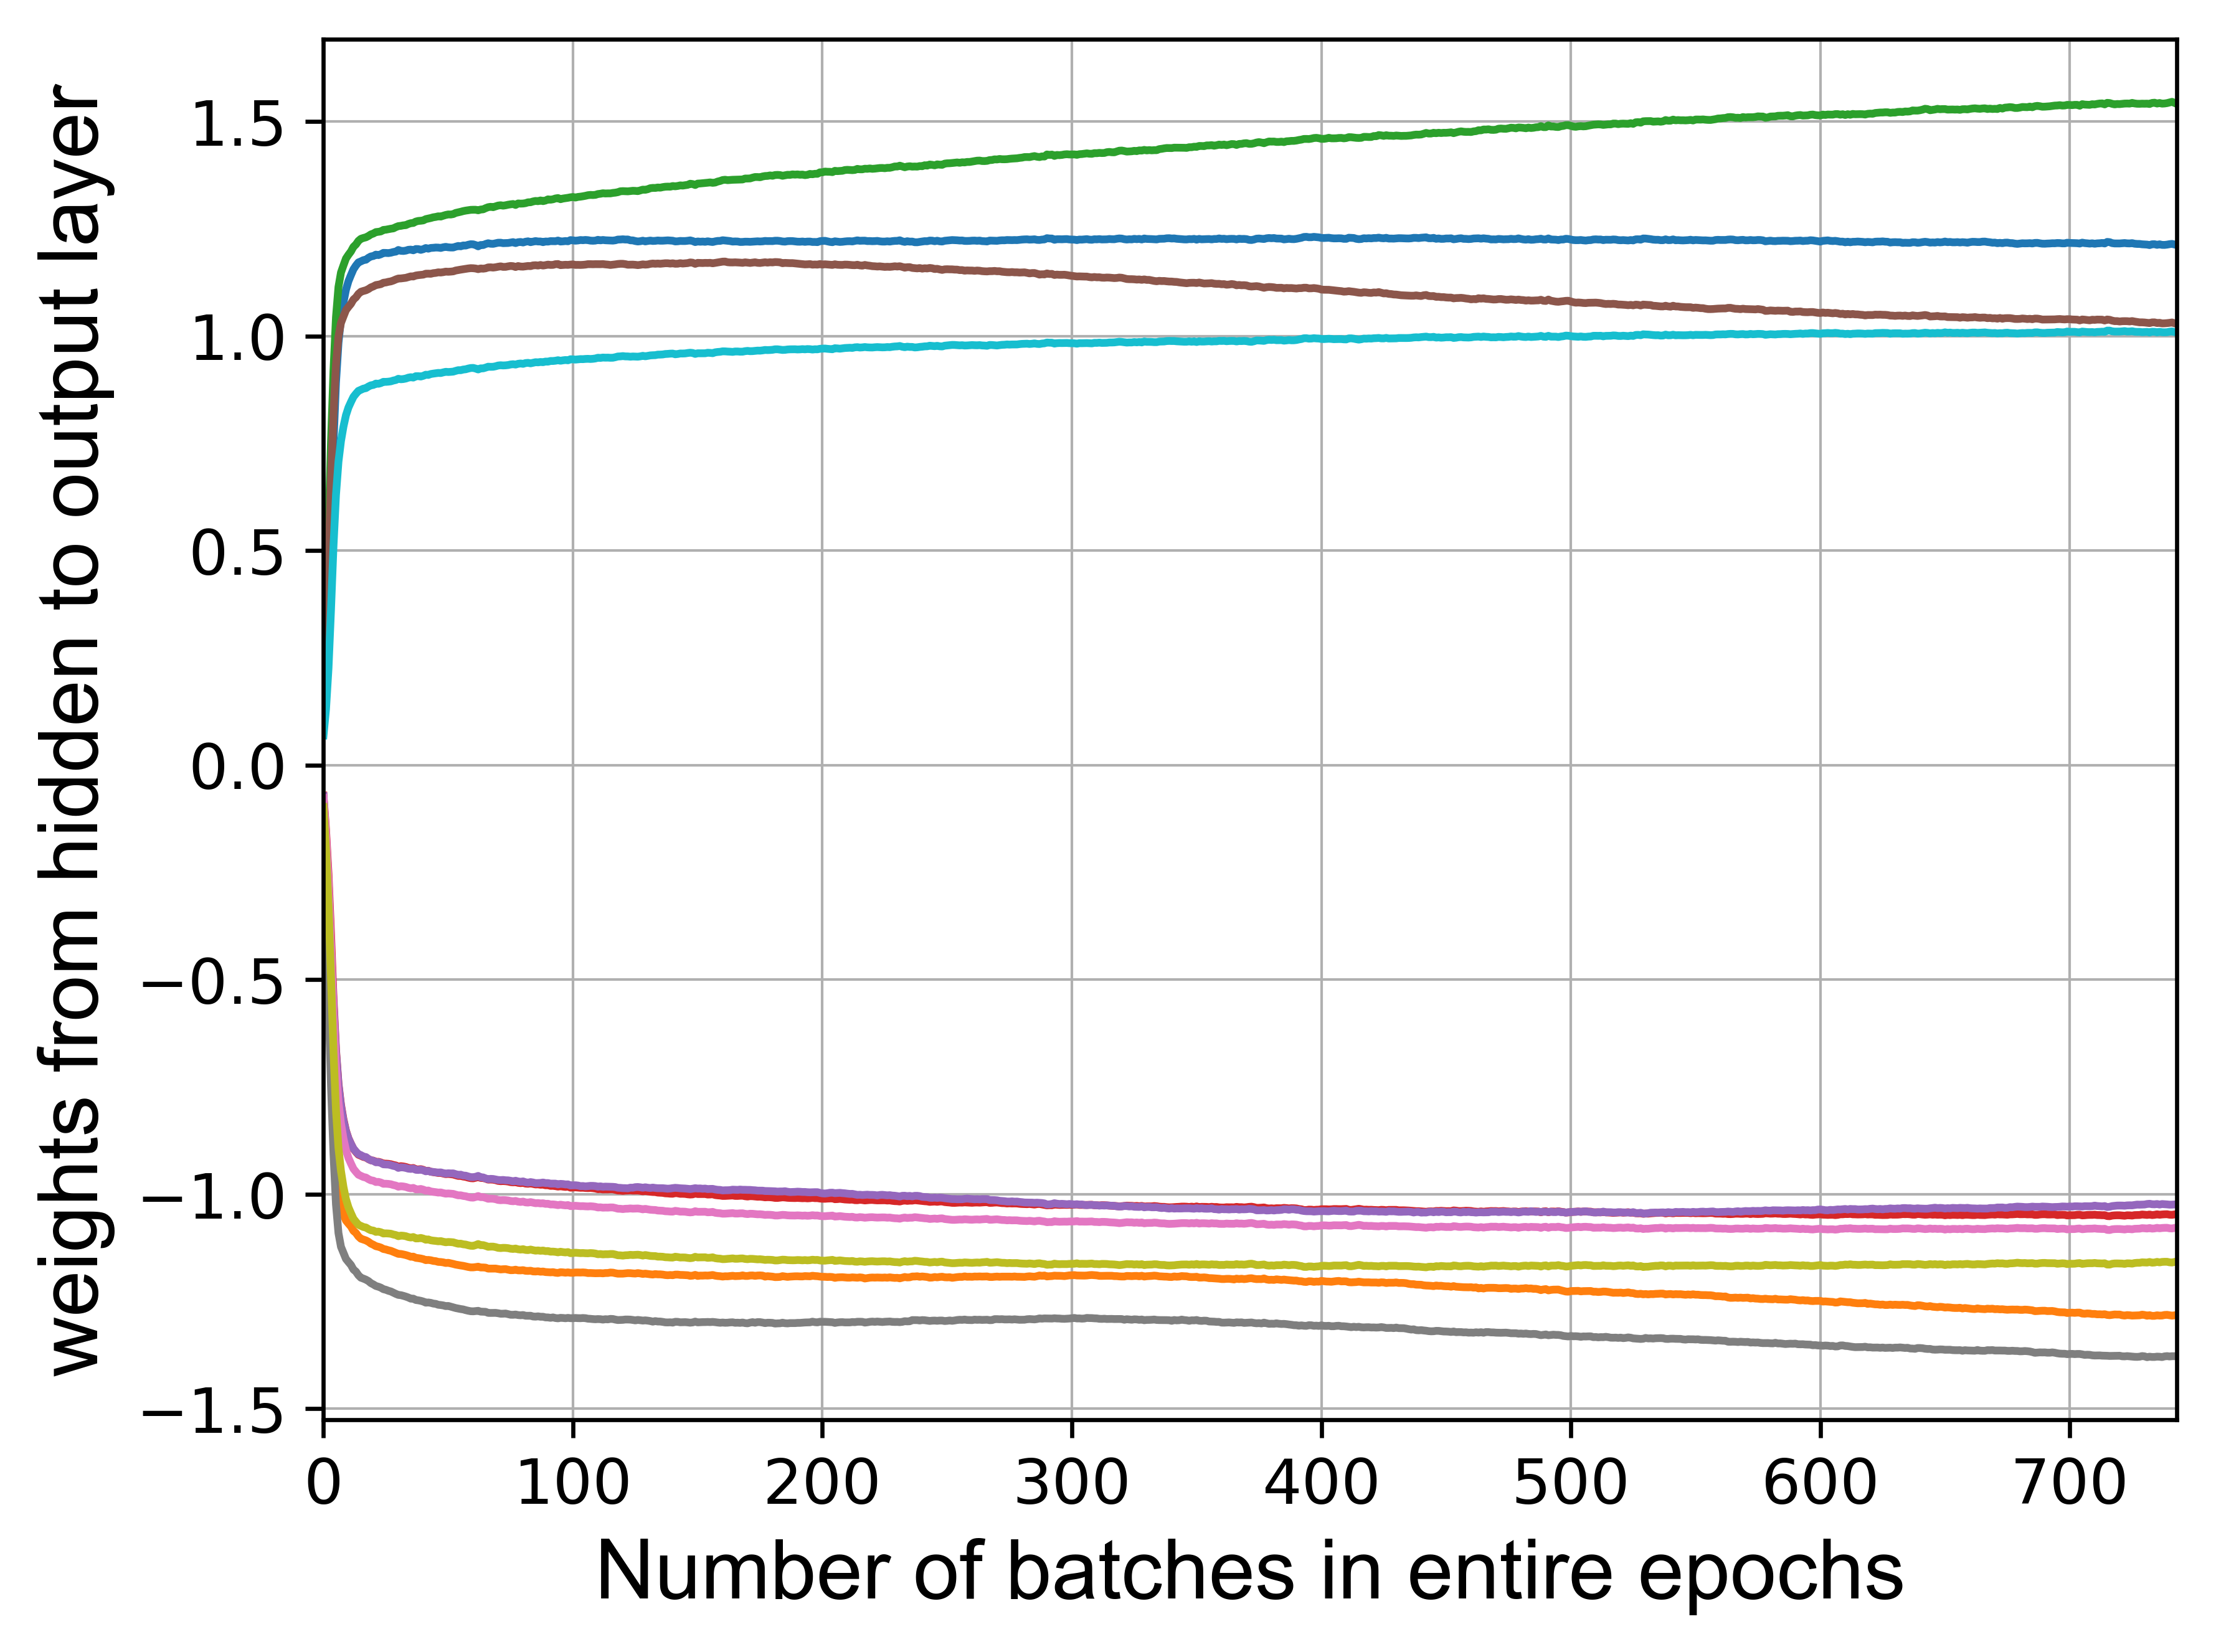 weights from hidden to output layer
1.5
1.0
0.5
0.0
−0.5
−1.0
−1.5
0 100 200 300 400 500 600 700
Number of batches in entire epochs